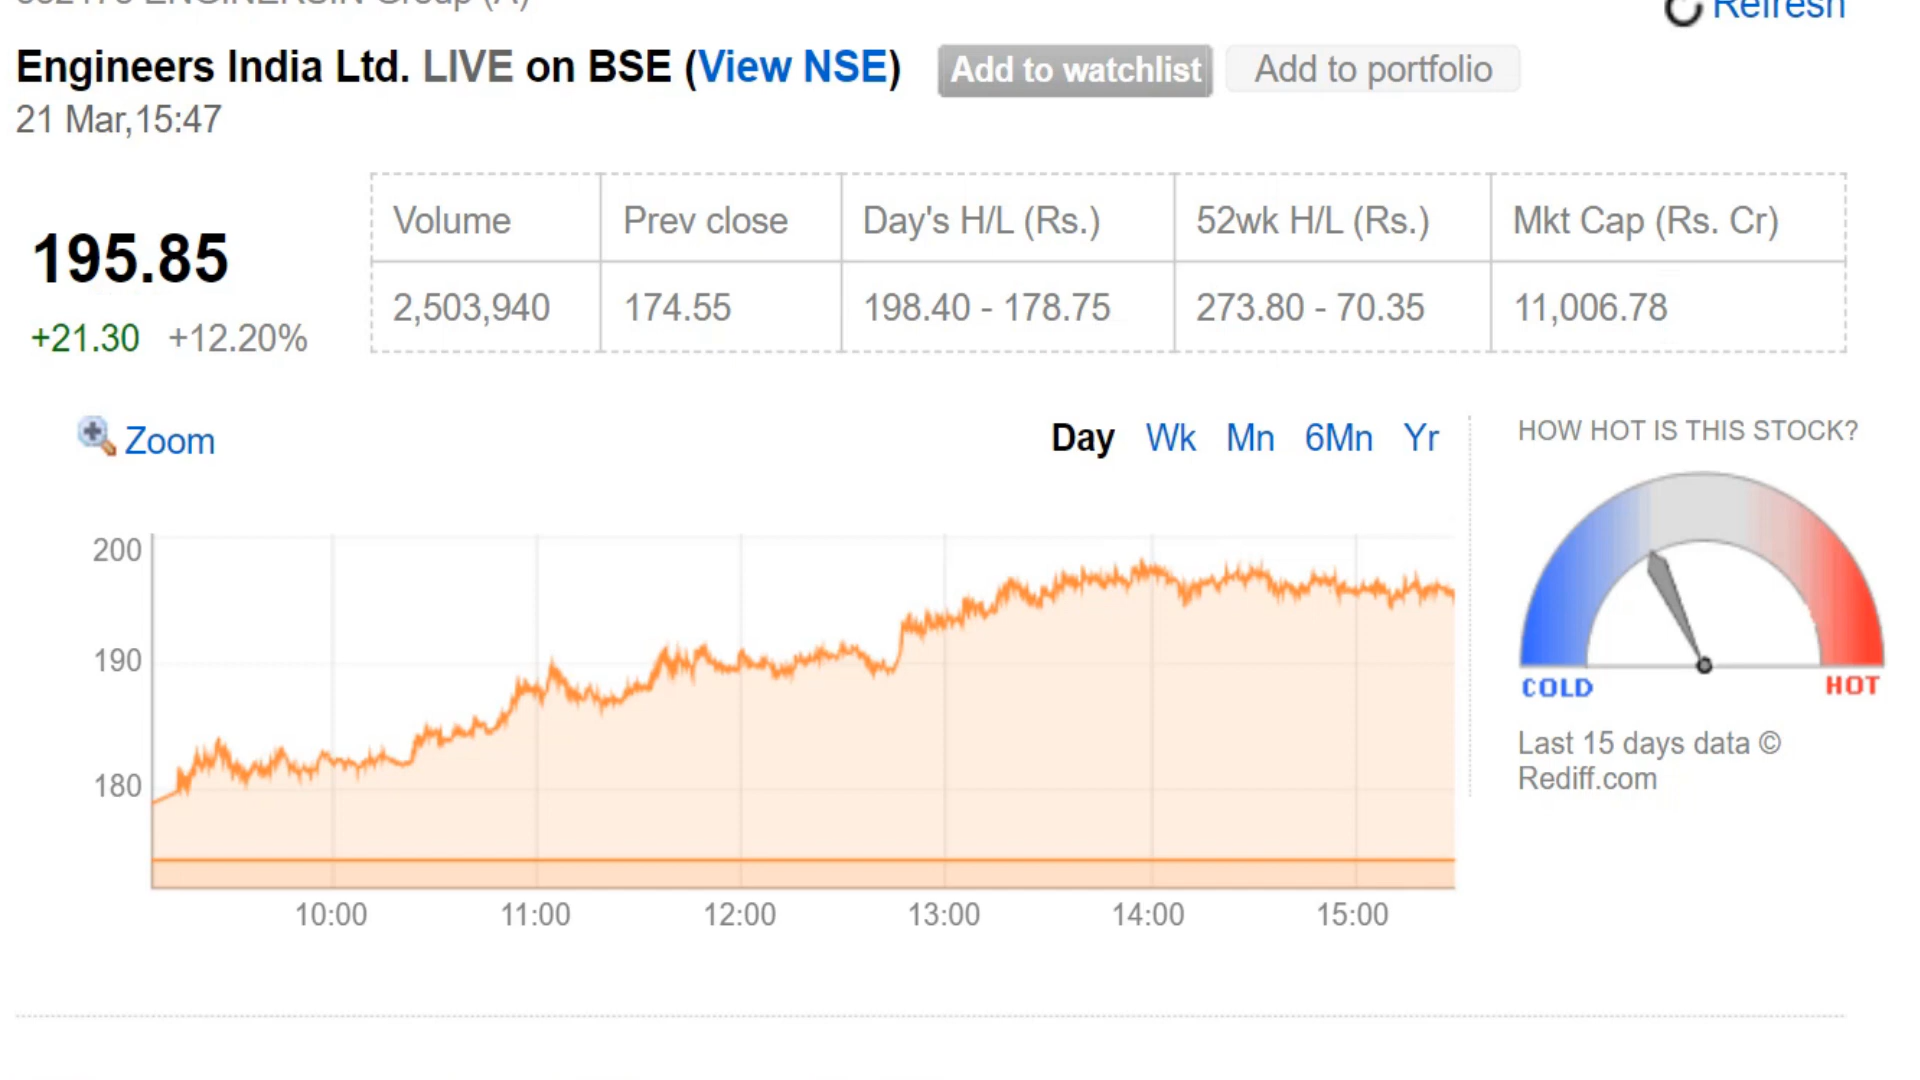 532178 ENGINERSIN Group (A)
Refresh
Engineers India Ltd. LIVE on BSE (View NSE)
Add to watchlist
Add to portfolio
21 Mar,15:47
195.85
+21.30 +12.20%
Volume Prev close Day's H/L (Rs.) 52wk H/L (Rs.) Mkt Cap (Rs. Cr)
2,503,940 174.55 198.40 - 178.75 273.80 - 70.35 11,006.78
Zoom
Day Wk Mn 6Mn Yr
200
190
180
10:00 11:00 12:00 13:00 14:00 15:00
HOW HOT IS THIS STOCK?
COLD HOT
Last 15 days data ©
Rediff.com